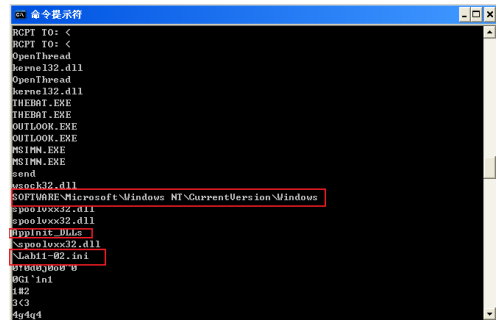 命令提示符
RCPT TO: <
RCPT TO: <
OpenThread
kernel32.dll
OpenThread
kernel32.dll
THEBAT.EXE
THEBAT.EXE
OUTLOOK.EXE
OUTLOOK.EXE
MSIMN.EXE
MSIMN.EXE
send
wsock32.dll
SOFTWARE\Microsoft\Windows NT\CurrentVersion\Windows
spoolvxx32.dll
spoolvxx32.dll
AppInit_DLLs
\spoolvxx32.dll
\Lab11-02.ini
0G1`1n1
1#2
3<3
4g4q4